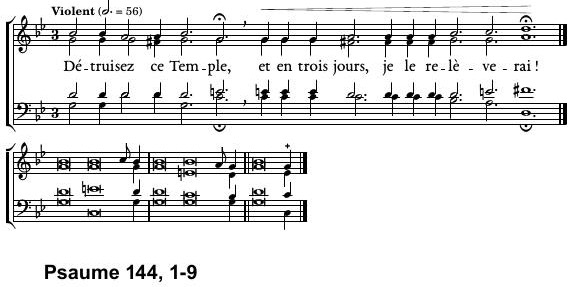 Violent (𝅗𝅥. = 56)
Dé-truisez ce Tem-ple, et en trois jours, je le re-lè-ve-rai !
Psaume 144, 1-9